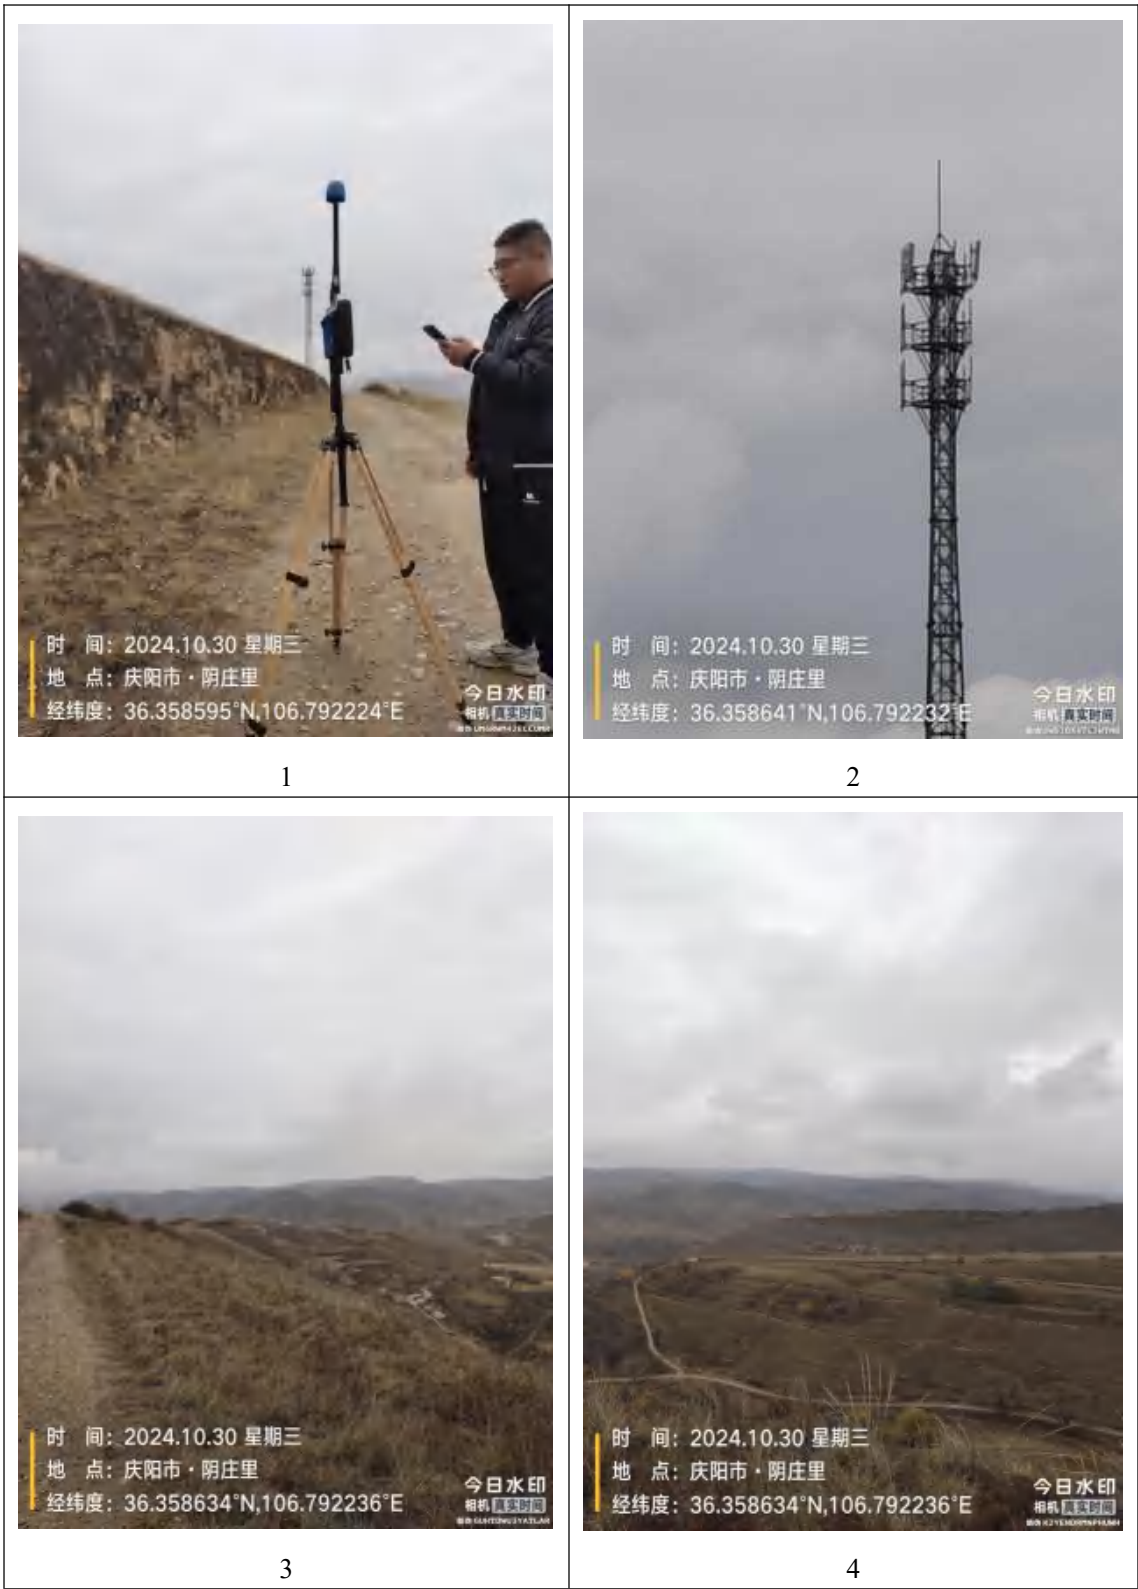 时 间：2024.10.30 星期三
地 点：庆阳市·阴庄里
经纬度：36.358595°N,106.792224°E
今日水印
相机 真实时间
1
时 间：2024.10.30 星期三
地 点：庆阳市·阴庄里
经纬度：36.358641°N,106.792232°E
今日水印
相机 真实时间
2
时 间：2024.10.30 星期三
地 点：庆阳市·阴庄里
经纬度：36.358634°N,106.792236°E
今日水印
相机 真实时间
3
时 间：2024.10.30 星期三
地 点：庆阳市·阴庄里
经纬度：36.358634°N,106.792236°E
今日水印
相机 真实时间
4